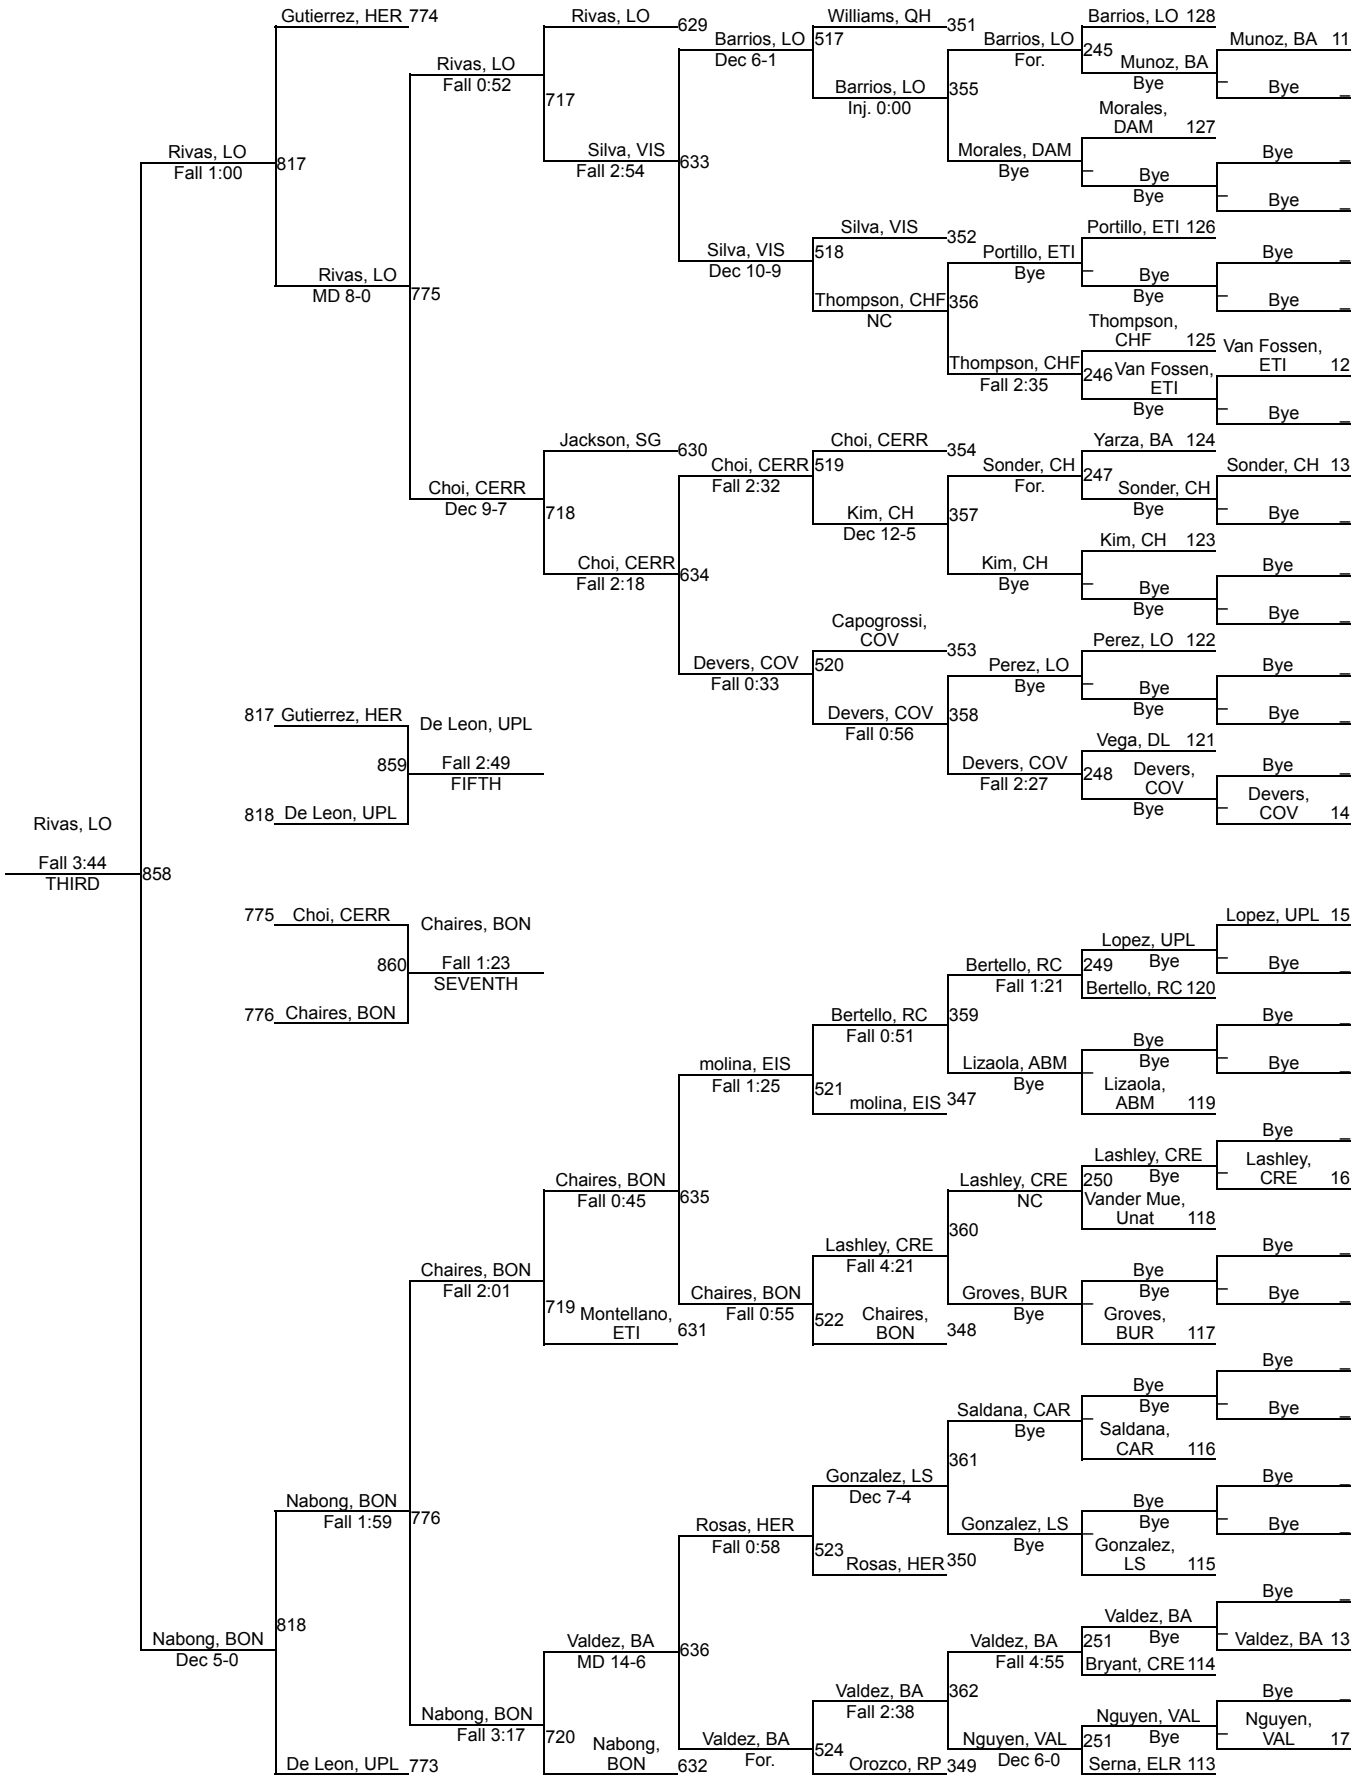 Gutierrez, HER 774
Rivas, LO 629
Williams, QH 351
Barrios, LO 128
Barrios, LO 517
Dec 6-1
Barrios, LO
For.
245
Munoz, BA
Bye
Munoz, BA 11
Bye _
Rivas, LO
Fall 0:52
717
Barrios, LO
Inj. 0:00
355
Morales,
DAM 127
Rivas, LO
Fall 1:00
817
Silva, VIS
Fall 2:54
633
Morales, DAM
Bye
_ Bye
Bye
Bye _
_ Bye _
Silva, VIS 352
Portillo, ETI 126
Silva, VIS
Dec 10-9
518
Portillo, ETI
Bye
_ Bye
Bye
Bye _
_ Bye _
Rivas, LO
MD 8-0
775
Thompson, CHF
NC
356
Thompson,
CHF 125
Thompson, CHF
Fall 2:35
246 Van Fossen,
ETI
Bye
Van Fossen,
ETI 12
_ Bye _
Jackson, SG 630
Choi, CERR 354
Yarza, BA 124
Choi, CERR
Fall 2:32
519
Sonder, CH
For.
247
Sonder, CH
Bye
Sonder, CH 13
_ Bye _
Choi, CERR
Dec 9-7
718
Kim, CH
Dec 12-5
357
Kim, CH 123
Choi, CERR
Fall 2:18
634
Kim, CH
Bye
_ Bye
Bye
Bye _
_ Bye _
Capogrossi,
COV 353
Perez, LO 122
Devers, COV
Fall 0:33
520
Perez, LO
Bye
_ Bye
Bye
Bye _
_ Bye _
817 Gutierrez, HER
De Leon, UPL
Devers, COV
Fall 0:56
358
Vega, DL 121
859
Fall 2:49
FIFTH
Devers, COV
Fall 2:27
248 Devers,
COV
Bye
Bye _
_ Devers,
COV 14
818 De Leon, UPL
Rivas, LO
Fall 3:44
THIRD
858
775 Choi, CERR
Chaires, BON
860
Fall 1:23
SEVENTH
776 Chaires, BON
Lopez, UPL 15
Lopez, UPL
Bye
_ Bye _
Bertello, RC
Fall 1:21
249
Bertello, RC 120
Bertello, RC
Fall 0:51
359
Bye _
Bye
Bye
_ Bye _
molina, EIS
Fall 1:25
521
molina, EIS 347
Lizaola, ABM
Bye
_
Lizaola,
ABM 119
Bye _
Lashley, CRE
Bye
_ Lashley,
CRE 16
Chaires, BON
Fall 0:45
635
Lashley, CRE
NC
250
Vander Mue,
Unat 118
360
Lashley, CRE
Fall 4:21
Bye _
Chaires, BON
Fall 2:01
719 Montellano,
ETI 631
Chaires, BON
Fall 0:55
522 Chaires,
BON 348
Groves, BUR
Bye
Bye
Bye
_ Bye _
_
Groves,
BUR 117
Bye _
Bye
Bye
_ Bye _
Saldana, CAR
Bye
_
Saldana,
CAR 116
361
Gonzalez, LS
Dec 7-4
Bye _
Nabong, BON
Fall 1:59
776
Rosas, HER
Fall 0:58
523
Rosas, HER 350
Gonzalez, LS
Bye
Bye
Bye
_ Bye _
_
Gonzalez,
LS 115
Bye _
818
Nabong, BON
Dec 5-0
Valdez, BA
MD 14-6
636
Valdez, BA
Fall 4:55
Valdez, BA
Bye
_ Valdez, BA 13
251
Bryant, CRE 114
362
Valdez, BA
Fall 2:38
Bye _
Nabong, BON
Fall 3:17
720
Nabong,
BON 632
Valdez, BA
For.
524
Orozco, RP 349
Nguyen, VAL
Dec 6-0
Nguyen, VAL
Bye
_ Nguyen,
VAL 17
251
Serna, ELR 113
De Leon, UPL 773